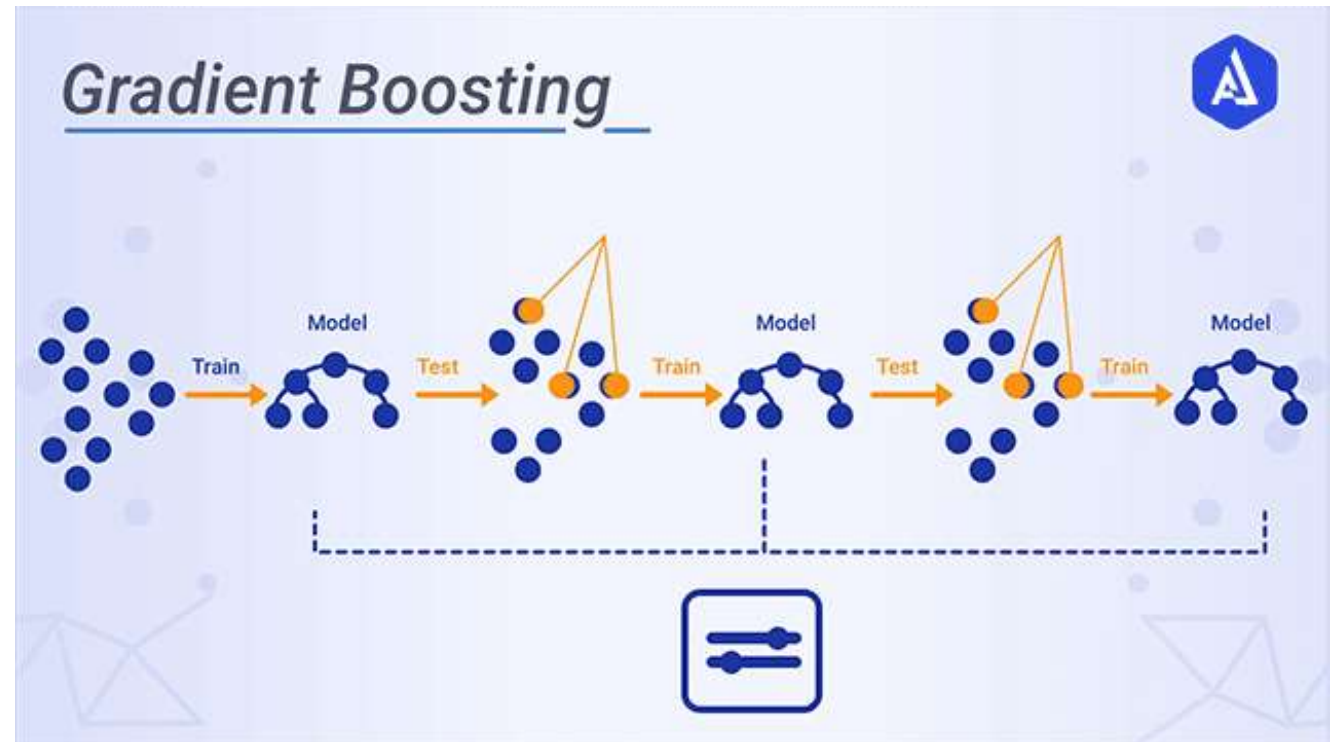 Gradient Boosting
Model
Model
Model
Train
Test
Train
Test
Train